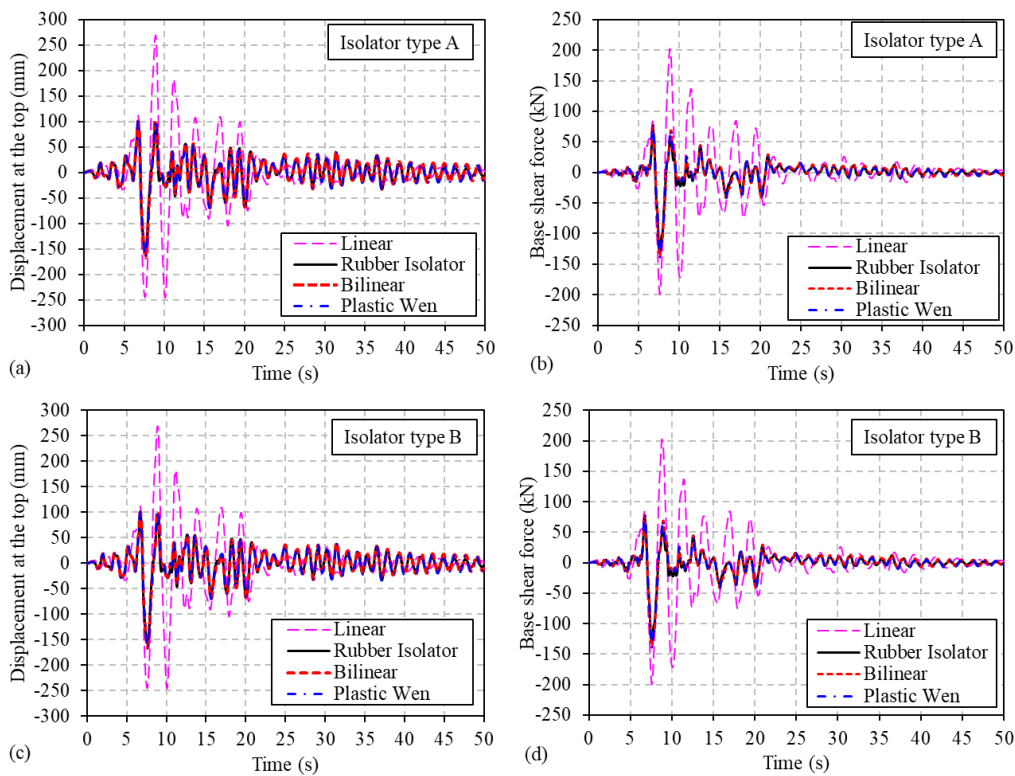 Displacement at the top (mm)
300
250
200
150
100
50
0
-50
-100
-150
-200
-250
-300
Isolator type A
Linear
Rubber Isolator
Bilinear
Plastic Wen
0 5 10 15 20 25 30 35 40 45 50
Time (s)
(a)
Base shear force (kN)
250
200
150
100
50
0
-50
-100
-150
-200
-250
Isolator type A
Linear
Rubber Isolator
Bilinear
Plastic Wen
0 5 10 15 20 25 30 35 40 45 50
Time (s)
(b)
Displacement at the top (mm)
300
250
200
150
100
50
0
-50
-100
-150
-200
-250
-300
Isolator type B
Linear
Rubber Isolator
Bilinear
Plastic Wen
0 5 10 15 20 25 30 35 40 45 50
Time (s)
(c)
Base shear force (kN)
250
200
150
100
50
0
-50
-100
-150
-200
-250
Isolator type B
Linear
Rubber Isolator
Bilinear
Plastic Wen
0 5 10 15 20 25 30 35 40 45 50
Time (s)
(d)